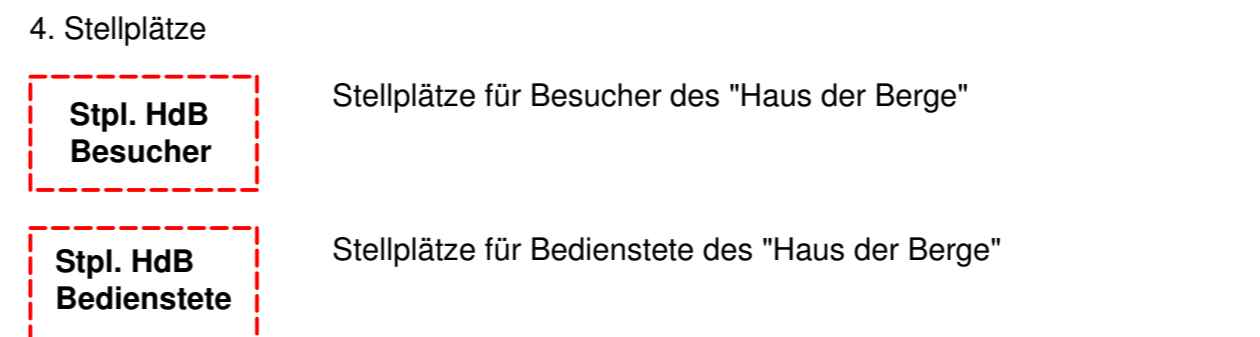 4. Stellplätze
Stpl. HdB
Besucher
Stellplätze für Besucher des "Haus der Berge"
Stpl. HdB
Bedienstete
Stellplätze für Bedienstete des "Haus der Berge"